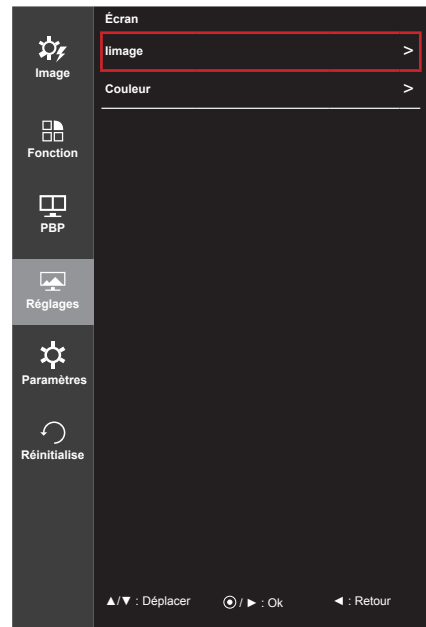 Écran
Iimage >
Couleur >
Image
Fonction
PBP
Réglages
Paramètres
Réinitialise
▲/▼ : Déplacer ⦿ / ► : Ok ◄ : Retour